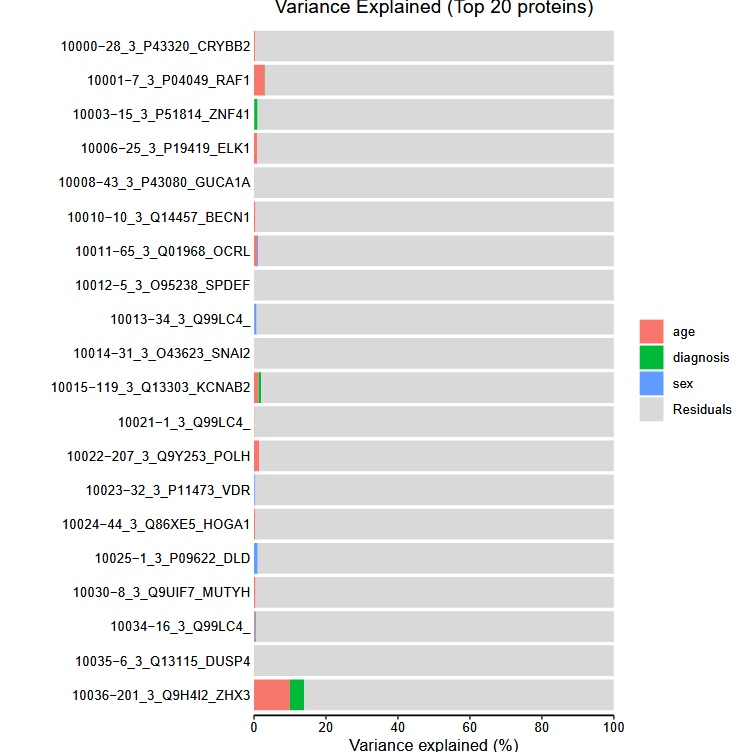 Variance Explained (Top 20 proteins)
10000−28_3_P43320_CRYBB2
10001−7_3_P04049_RAF1
10003−15_3_P51814_ZNF41
10006−25_3_P19419_ELK1
10008−43_3_P43080_GUCA1A
10010−10_3_Q14457_BECN1
10011−65_3_Q01968_OCRL
10012−5_3_O95238_SPDEF
10013−34_3_Q99LC4_
10014−31_3_O43623_SNAI2
10015−119_3_Q13303_KCNAB2
10021−1_3_Q99LC4_
10022−207_3_Q9Y253_POLH
10023−32_3_P11473_VDR
10024−44_3_Q86XE5_HOGA1
10025−1_3_P09622_DLD
10030−8_3_Q9UIF7_MUTYH
10034−16_3_Q99LC4_
10035−6_3_Q13115_DUSP4
10036−201_3_Q9H4I2_ZHX3
0 20 40 60 80 100
Variance explained (%)
age
diagnosis
sex
Residuals